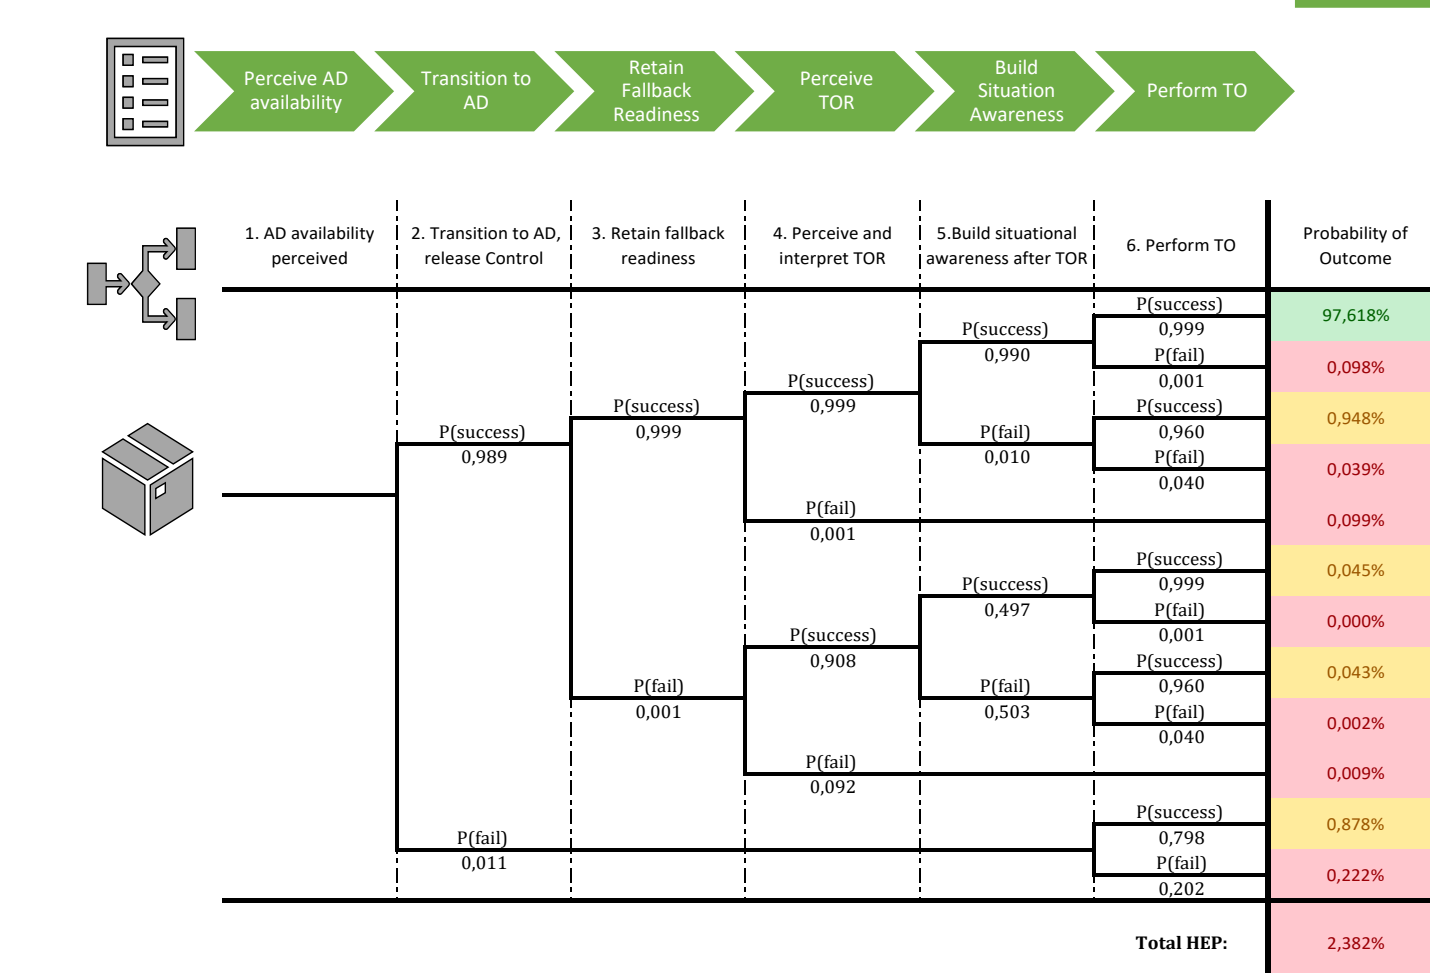 Perceive AD
availability
Transition to
AD
Retain
Fallback
Readiness
Perceive
TOR
Build
Situation
Awareness
Perform TO
1. AD availability
perceived
2. Transition to AD,
release Control
3. Retain fallback
readiness
4. Perceive and
interpret TOR
5.Build situational
awareness after TOR
6. Perform TO
Probability of
Outcome
P(success)
0,999
97,618%
P(success)
0,990
P(fail)
0,001
0,098%
P(success)
0,999
P(success)
0,999
P(success)
0,960
0,948%
P(success)
0,989
P(fail)
0,010
P(fail)
0,040
0,039%
P(fail)
0,001
0,099%
P(success)
0,999
0,045%
P(success)
0,497
P(fail)
0,001
0,000%
P(success)
0,908
P(success)
0,960
0,043%
P(fail)
0,001
P(fail)
0,503
P(fail)
0,040
0,002%
P(fail)
0,092
0,009%
P(success)
0,798
0,878%
P(fail)
0,011
P(fail)
0,202
0,222%
Total HEP:
2,382%